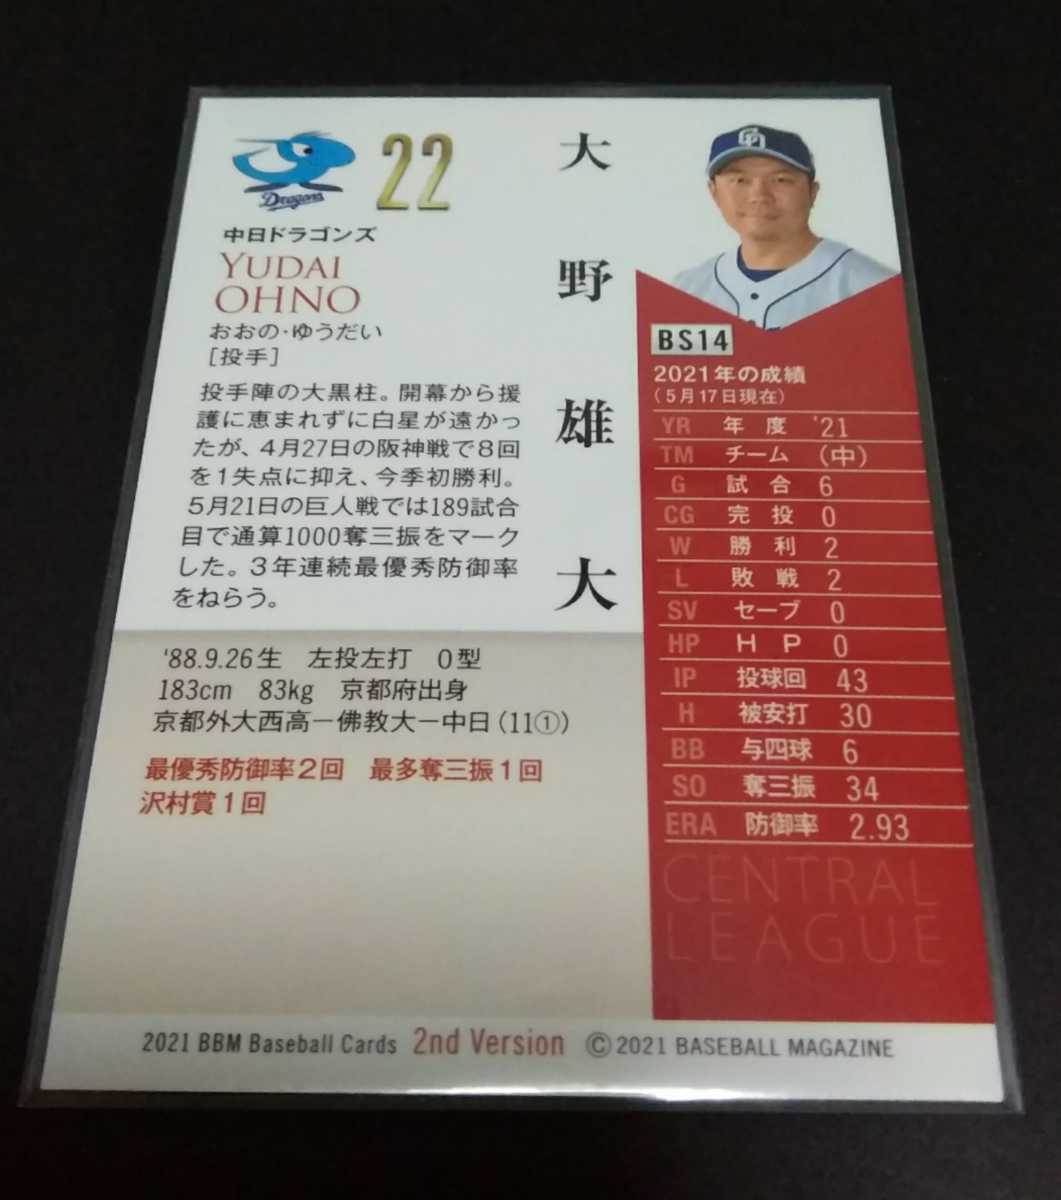 Dragons
22
中日ドラゴンズ
YUDAI
OHNO
おおの・ゆうだい
[投手]
投手陣の大黒柱。開幕から援
護に恵まれずに白星が遠かっ
たが、4月27日の阪神戦で8回
を1失点に抑え、今季初勝利。
5月21日の巨人戦では189試合
目で通算1000奪三振をマーク
した。3年連続最優秀防御率
をねらう。
大野雄大
'88.9.26生 左投左打 O型
183cm 83kg 京都府出身
京都外大西高－佛教大－中日(11①)
最優秀防御率2回 最多奪三振1回
沢村賞1回
CD
BS14
2021年の成績
(5月17日現在)
YR 年度 '21
TM チーム (中)
G 試合 6
CG 完投 0
W 勝利 2
L 敗戦 2
SV セーブ 0
HP HP 0
IP 投球回 43
H 被安打 30
BB 与四球 6
SO 奪三振 34
ERA 防御率 2.93
CENTRAL
LEAGUE
2021 BBM Baseball Cards 2nd Version ©2021 BASEBALL MAGAZINE